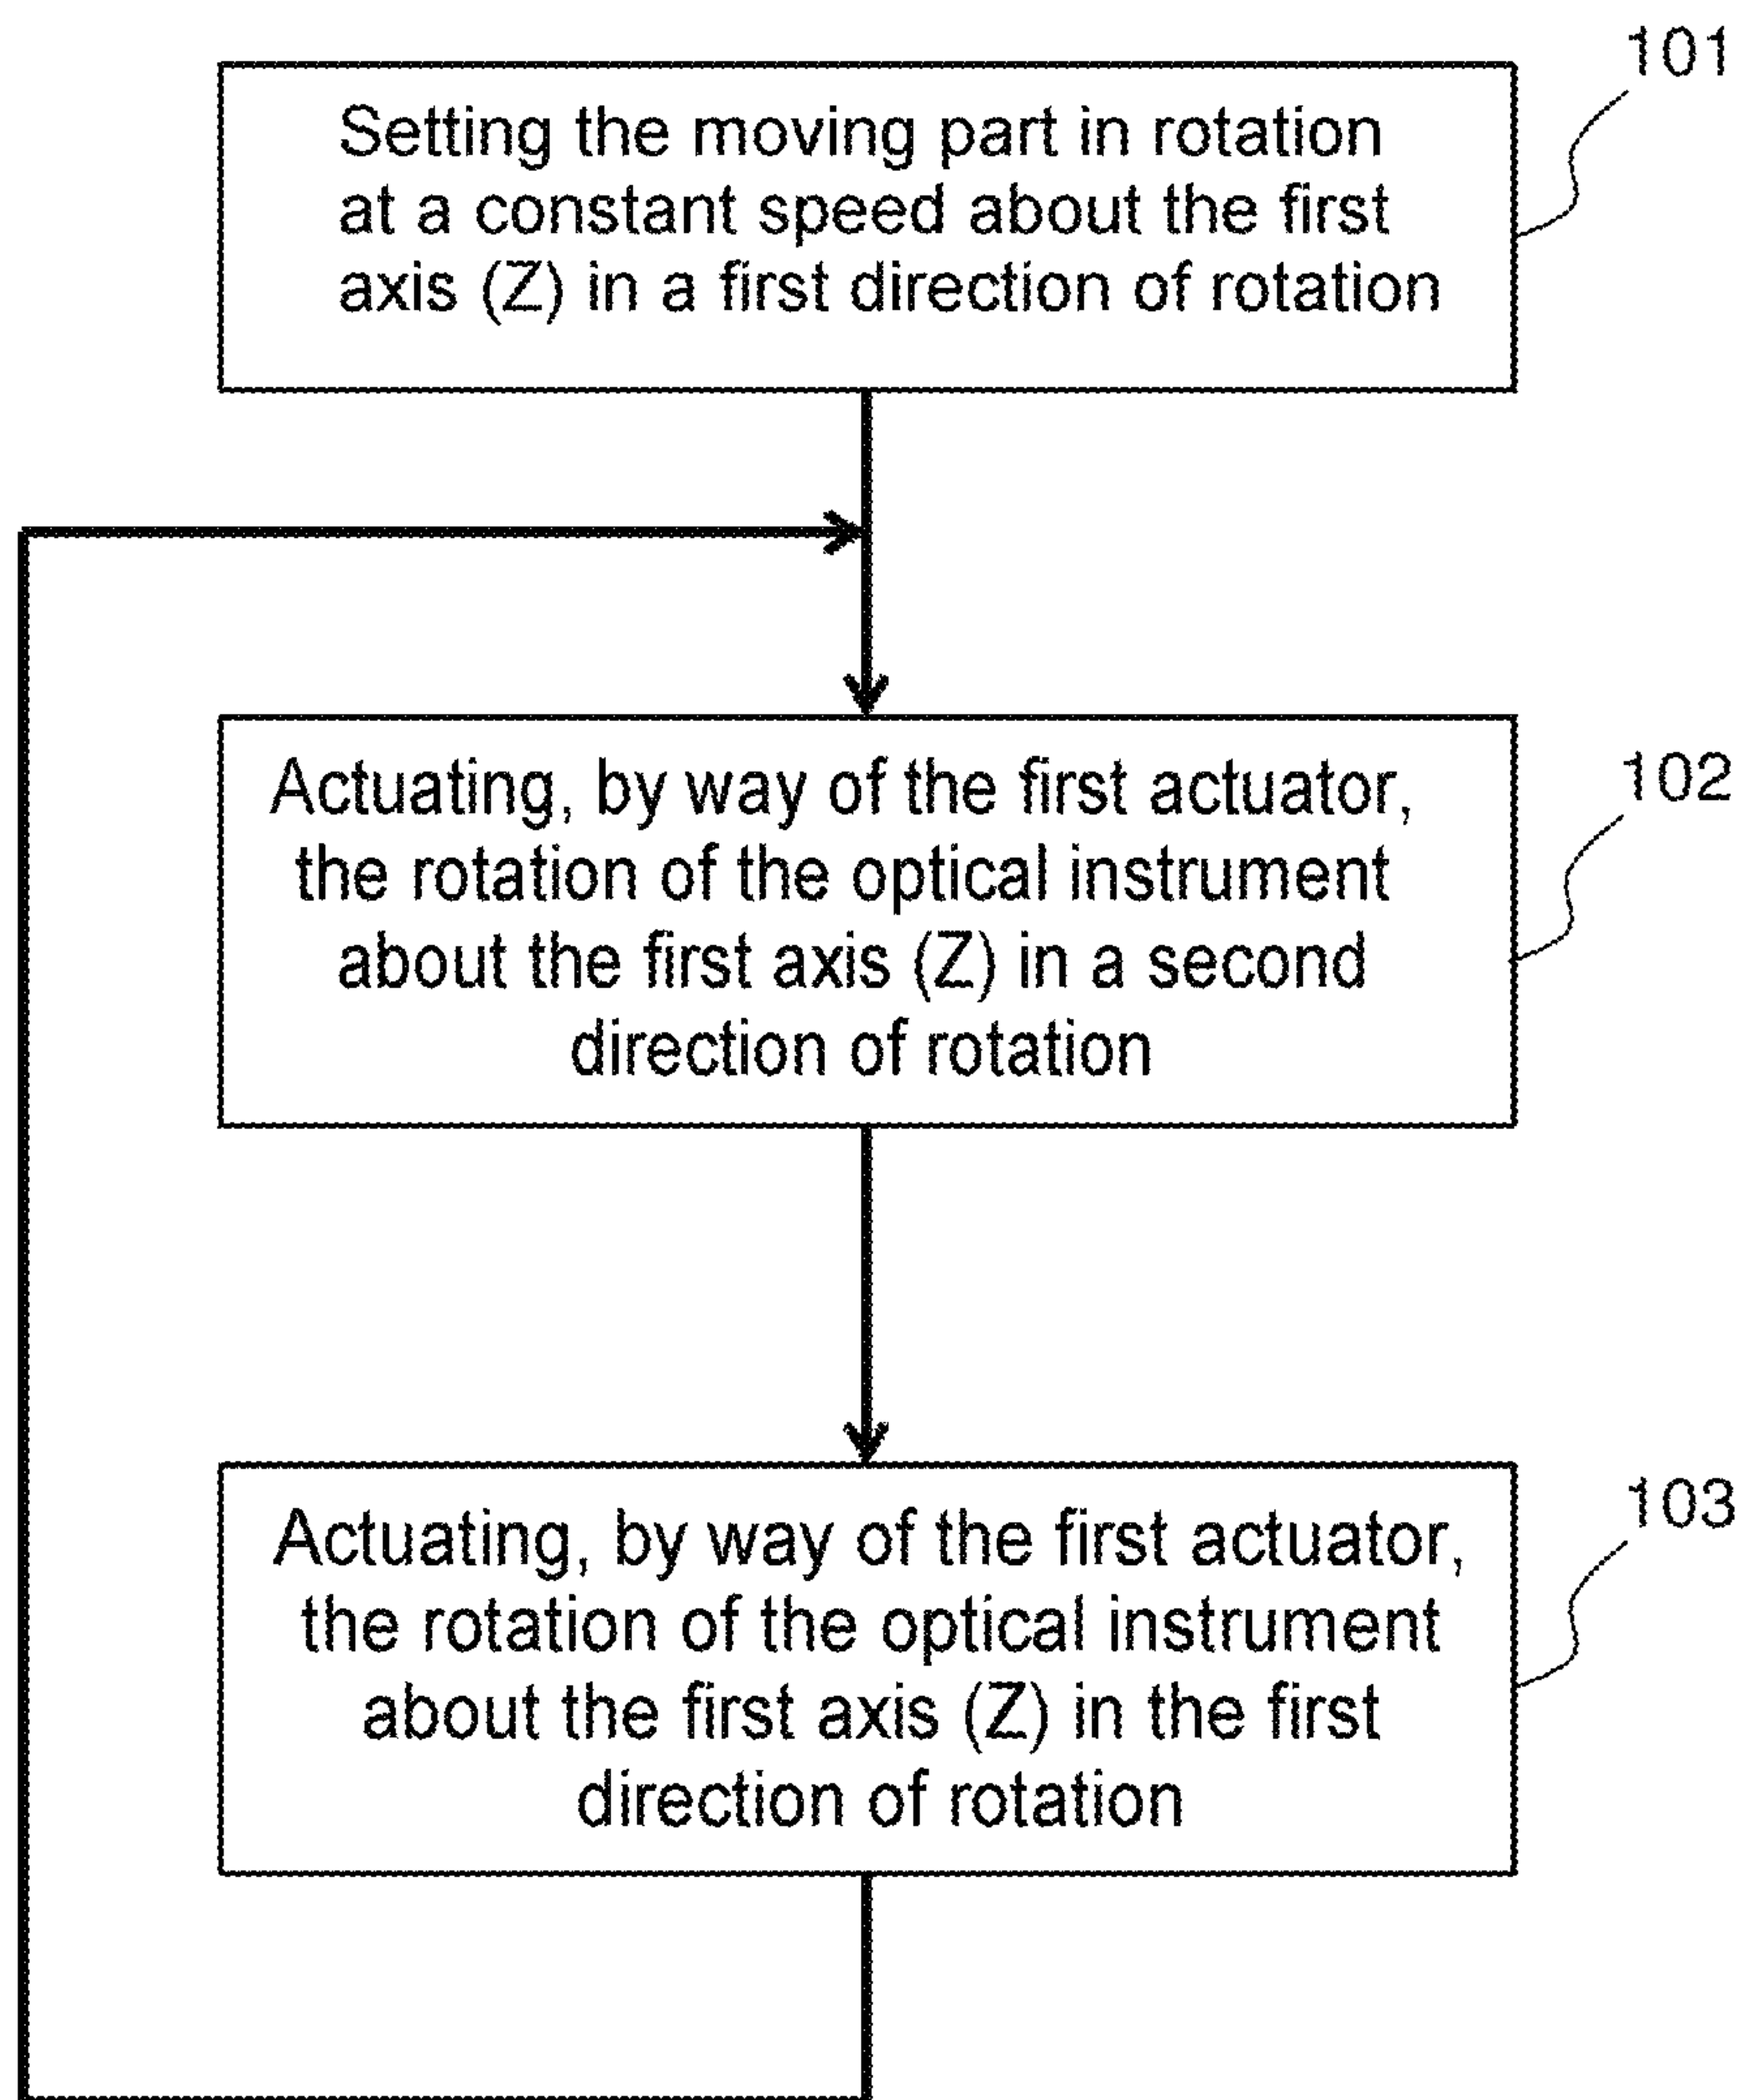 101
Setting the moving part in rotation
at a constant speed about the first
axis (Z) in a first direction of rotation
102
Actuating, by way of the first actuator,
the rotation of the optical instrument
about the first axis (Z) in a second
direction of rotation
103
Actuating, by way of the first actuator,
the rotation of the optical instrument
about the first axis (Z) in the first
direction of rotation